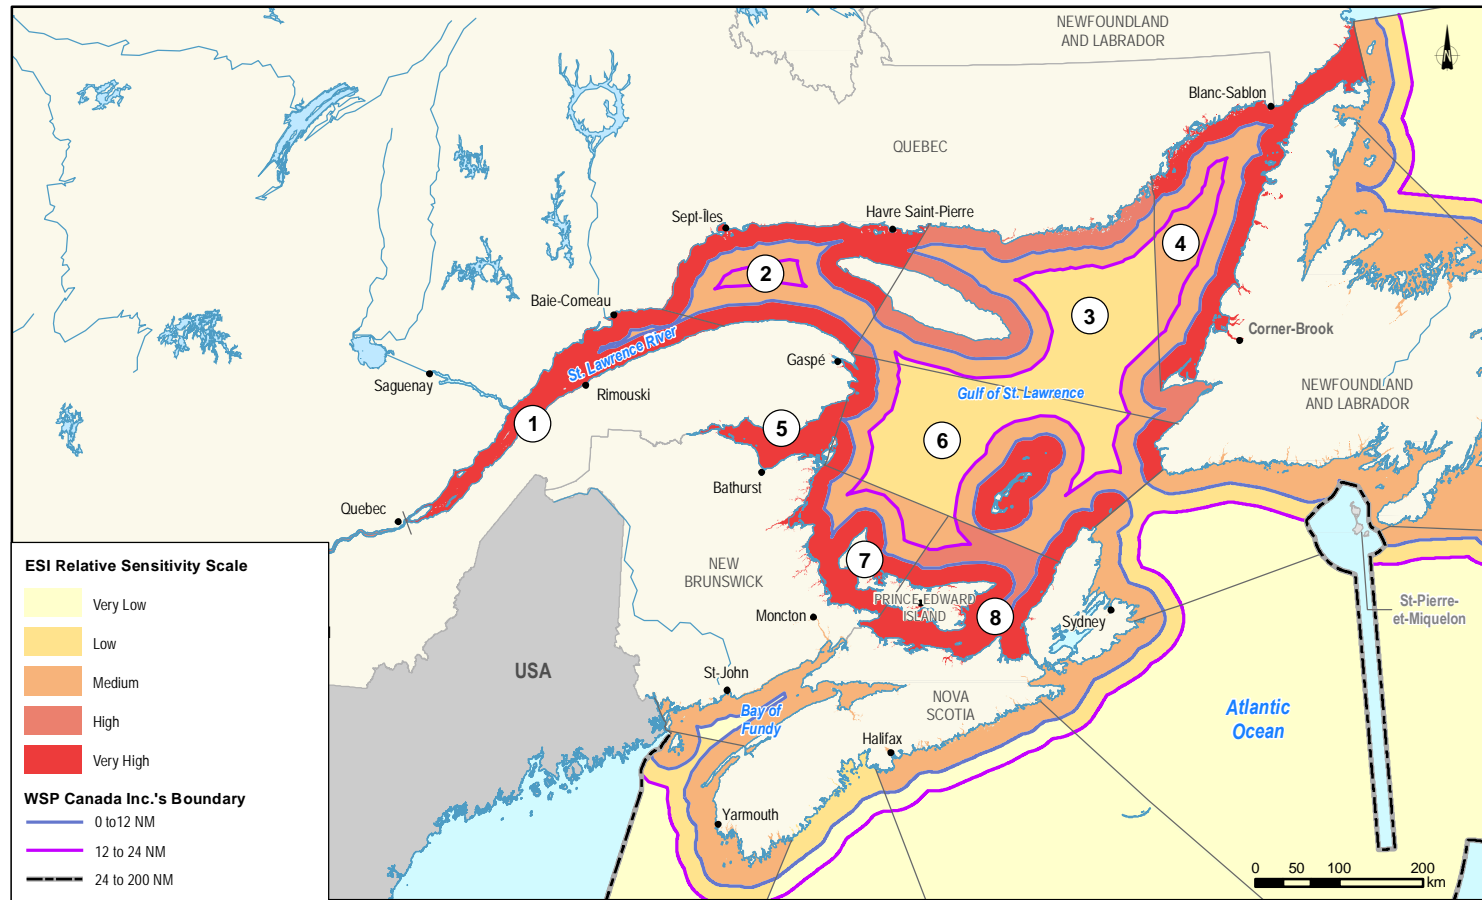 NEWFOUNDLAND
AND LABRADOR
N
Blanc-Sablon
QUEBEC
Sept-Îles
Havre Saint-Pierre
4
2
Baie-Comeau
3
Corner-Brook
St. Lawrence River
Gaspé
Saguenay
Rimouski
Gulf of St. Lawrence
NEWFOUNDLAND
AND LABRADOR
1
5
6
Bathurst
Quebec
NEW
BRUNSWICK
7
PRINCE EDWARD
ISLAND
8
Moncton
Sydney
St-Pierre-
et-Miquelon
USA
St-John
NOVA
SCOTIA
Bay of
Fundy
Atlantic
Ocean
Halifax
Yarmouth
ESI Relative Sensitivity Scale
Very Low
Low
Medium
High
Very High
WSP Canada Inc.'s Boundary
0 to12 NM
12 to 24 NM
24 to 200 NM
0 50 100 200
km